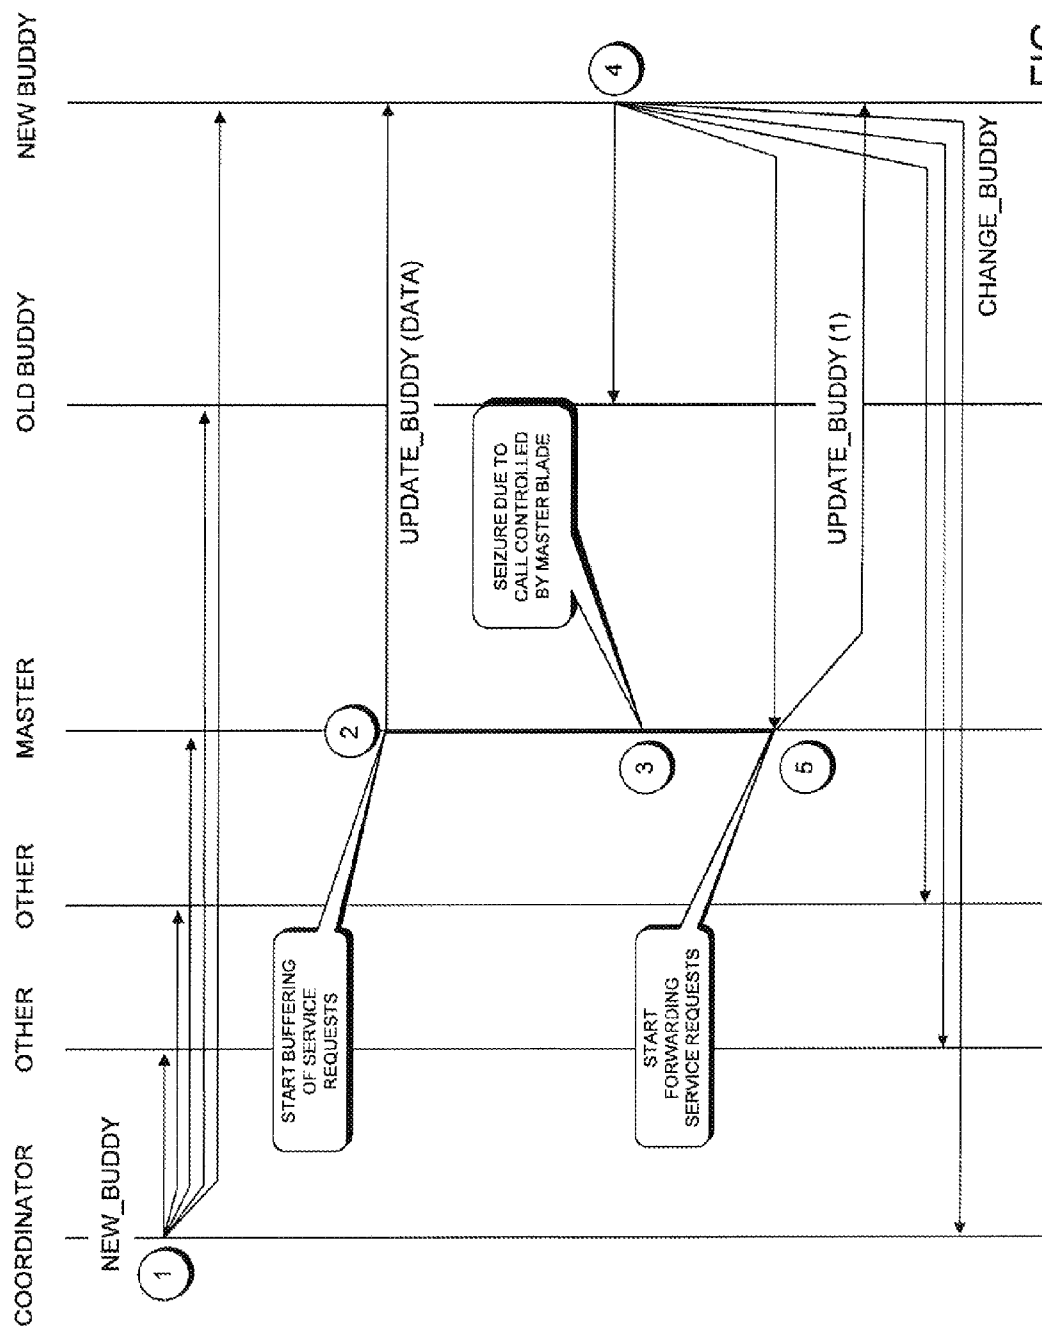 COORDINATOR
OTHER
OTHER
MASTER
OLD BUDDY
NEW BUDDY
NEW_BUDDY
1
START BUFFERING
OF SERVICE
REQUESTS
2
UPDATE_BUDDY (DATA)
SEIZURE DUE TO
CALL CONTROLLED
BY MASTER BLADE
4
3
START
FORWARDING
SERVICE REQUESTS
5
UPDATE_BUDDY (1)
CHANGE_BUDDY